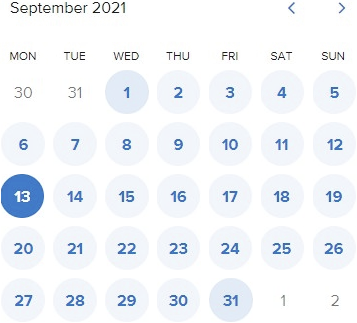 September 2021
MON TUE WED THU FRI SAT SUN
30 31 1 2 3 4 5
6 7 8 9 10 11 12
13 14 15 16 17 18 19
20 21 22 23 24 25 26
27 28 29 30 31 1 2